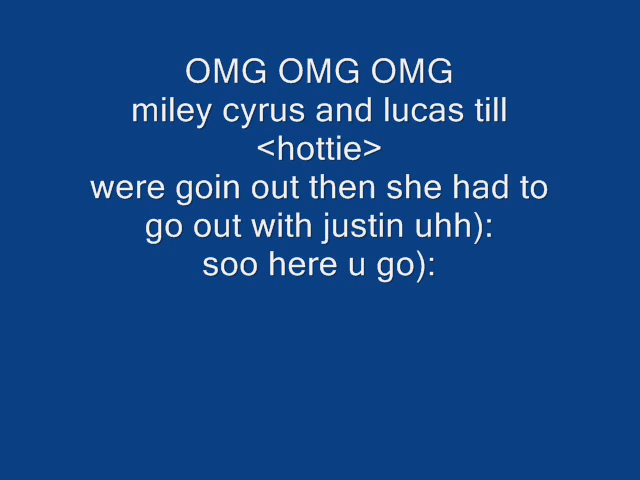 OMG OMG OMG
miley cyrus and lucas till
<hottie>
were goin out then she had to
go out with justin uhh):
soo here u go):